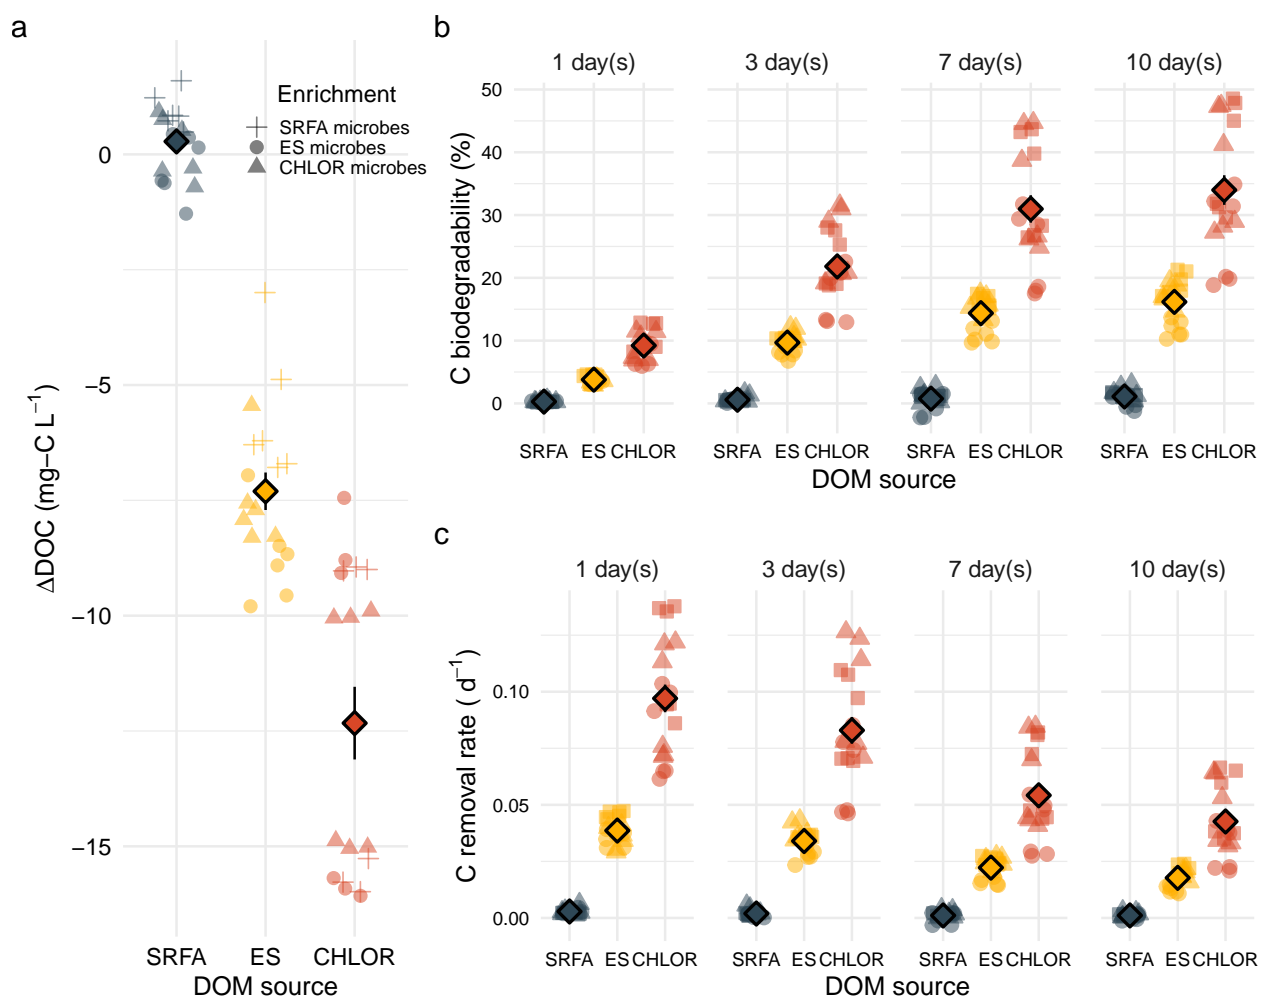 a
ΔDOC (mg−C L−1)
0
−5
−10
−15
Enrichment
SRFA microbes
ES microbes
CHLOR microbes
SRFA ES CHLOR
DOM source
b
1 day(s) 3 day(s) 7 day(s) 10 day(s)
C biodegradability (%)
50
40
30
20
10
0
SRFA ES CHLOR SRFA ES CHLOR SRFA ES CHLOR SRFA ES CHLOR
DOM source
c
1 day(s) 3 day(s) 7 day(s) 10 day(s)
C removal rate ( d−1)
0.10
0.05
0.00
SRFA ES CHLOR SRFA ES CHLOR SRFA ES CHLOR SRFA ES CHLOR
DOM source